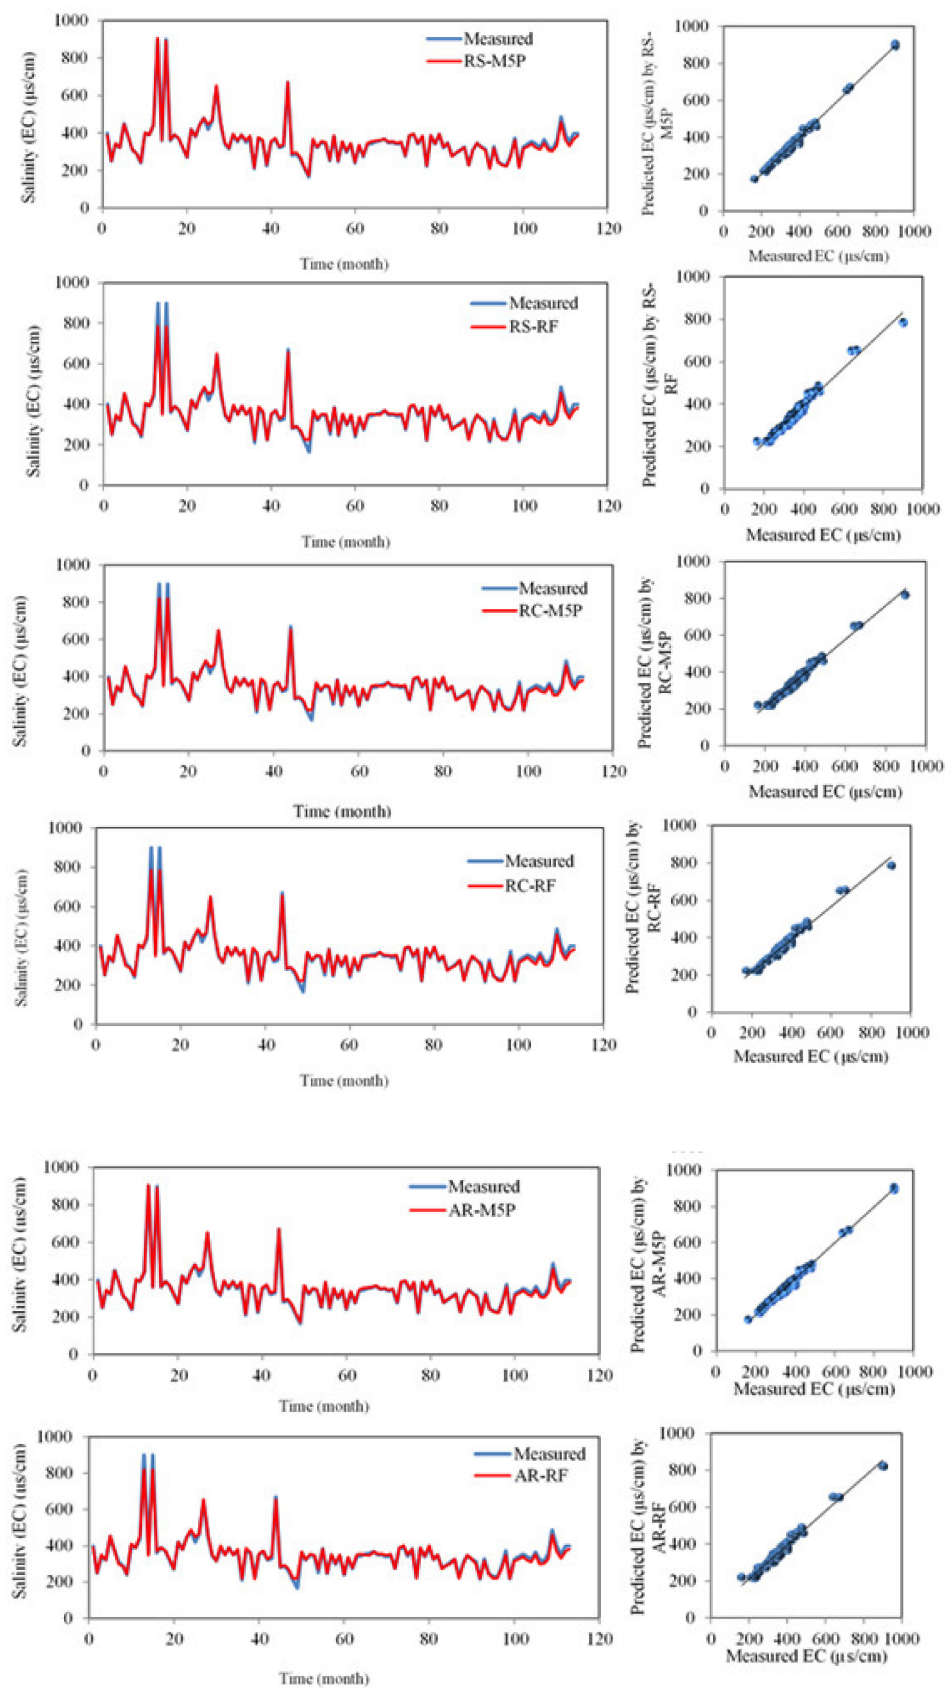 1000
800
600
400
200
0
Salinity (EC) (µs/cm)
Measured
RS-M5P
0 20 40 60 80 100 120
Time (month)
Predicted EC (µs/cm) by RS-
M5P
1000
800
600
400
200
0
0 200 400 600 800 1000
Measured EC (µs/cm)
1000
800
600
400
200
0
Salinity (EC) (µs/cm)
Measured
RS-RF
0 20 40 60 80 100 120
Time (month)
Predicted EC (µs/cm) by RS-
RF
1000
800
600
400
200
0
0 200 400 600 800 1000
Measured EC (µs/cm)
1000
800
600
400
200
0
Salinity (EC) (µs/cm)
Measured
RC-M5P
0 20 40 60 80 100 120
Time (month)
Predicted EC (µs/cm) by
RC-M5P
1000
800
600
400
200
0
0 200 400 600 800 1000
Measured EC (µs/cm)
1000
800
600
400
200
0
Salinity (EC) (µs/cm)
Measured
RC-RF
0 20 40 60 80 100 120
Time (month)
Predicted EC (µs/cm) by
RC-RF
1000
800
600
400
200
0
0 200 400 600 800 1000
Measured EC (µs/cm)
1000
800
600
400
200
0
Salinity (EC) (µs/cm)
Measured
AR-M5P
0 20 40 60 80 100 120
Time (month)
Predicted EC (µs/cm) by
AR-M5P
1000
800
600
400
200
0
0 200 400 600 800 1000
Measured EC (µs/cm)
1000
800
600
400
200
0
Salinity (EC) (µs/cm)
Measured
AR-RF
0 20 40 60 80 100 120
Time (month)
Predicted EC (µs/cm) by
AR-RF
1000
800
600
400
200
0
0 200 400 600 800 1000
Measured EC (µs/cm)